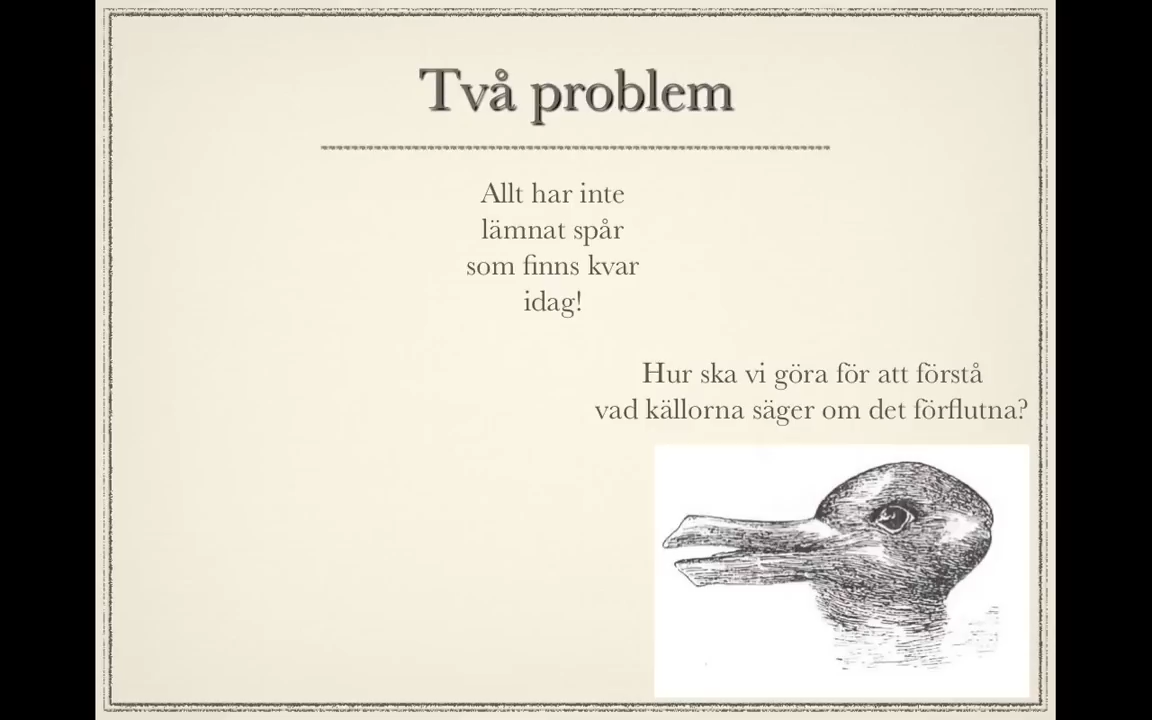 Två problem
Allt har inte
lämnat spår
som finns kvar
idag!
Hur ska vi göra för att förstå
vad källorna säger om det förflutna?